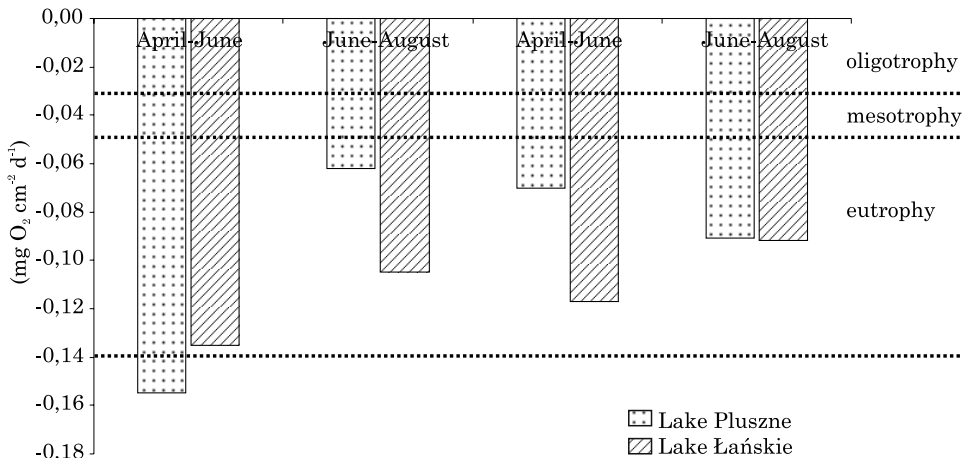 0,00
-0,02
-0,04
-0,06
-0,08
-0,10
-0,12
-0,14
-0,16
-0,18
(mg O₂ cm⁻² d⁻¹)
April-June
June-August
April-June
June-August
oligotrophy
mesotrophy
eutrophy
Lake Pluszne
Lake Łańskie